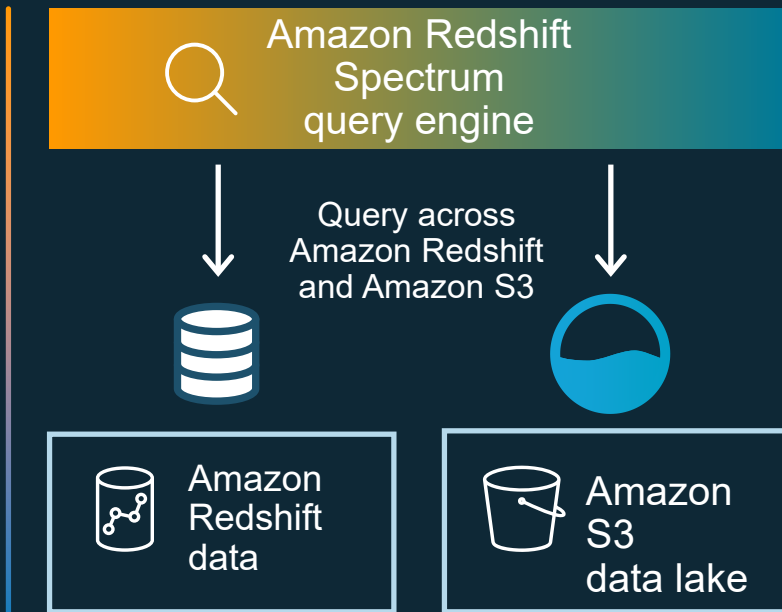 Amazon Redshift
Spectrum
query engine
Query across
Amazon Redshift
and Amazon S3
Amazon
Redshift
data
Amazon
S3
data lake